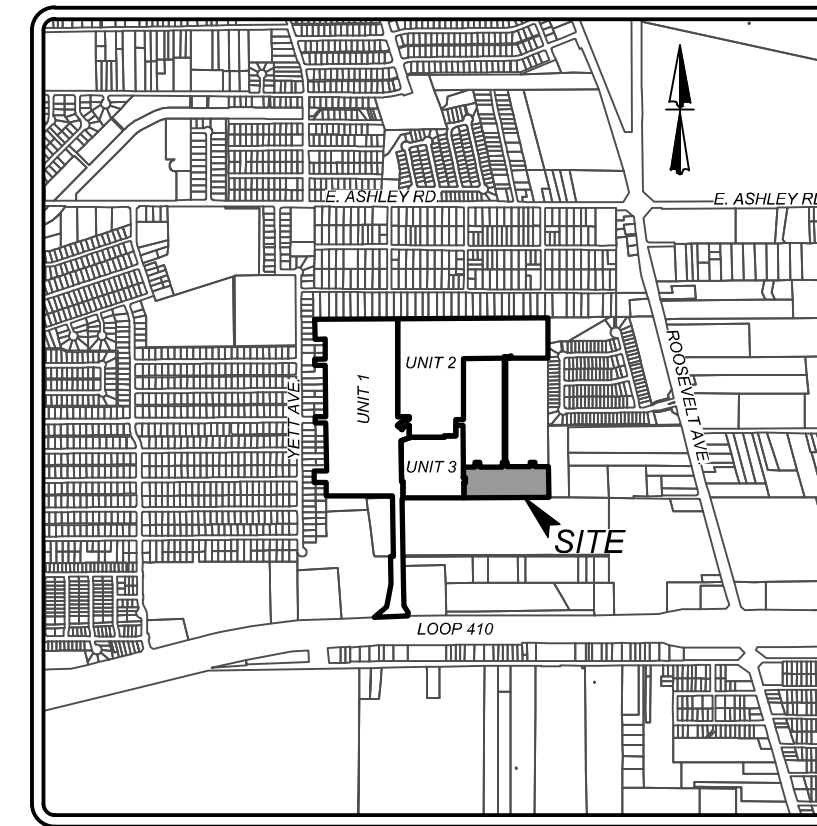 E. ASHLEY RD.
E. ASHLEY RD
ROOSEVELT AVE.
UNIT 2
UNIT 1
YETT AVE.
UNIT 3
SITE
LOOP 410